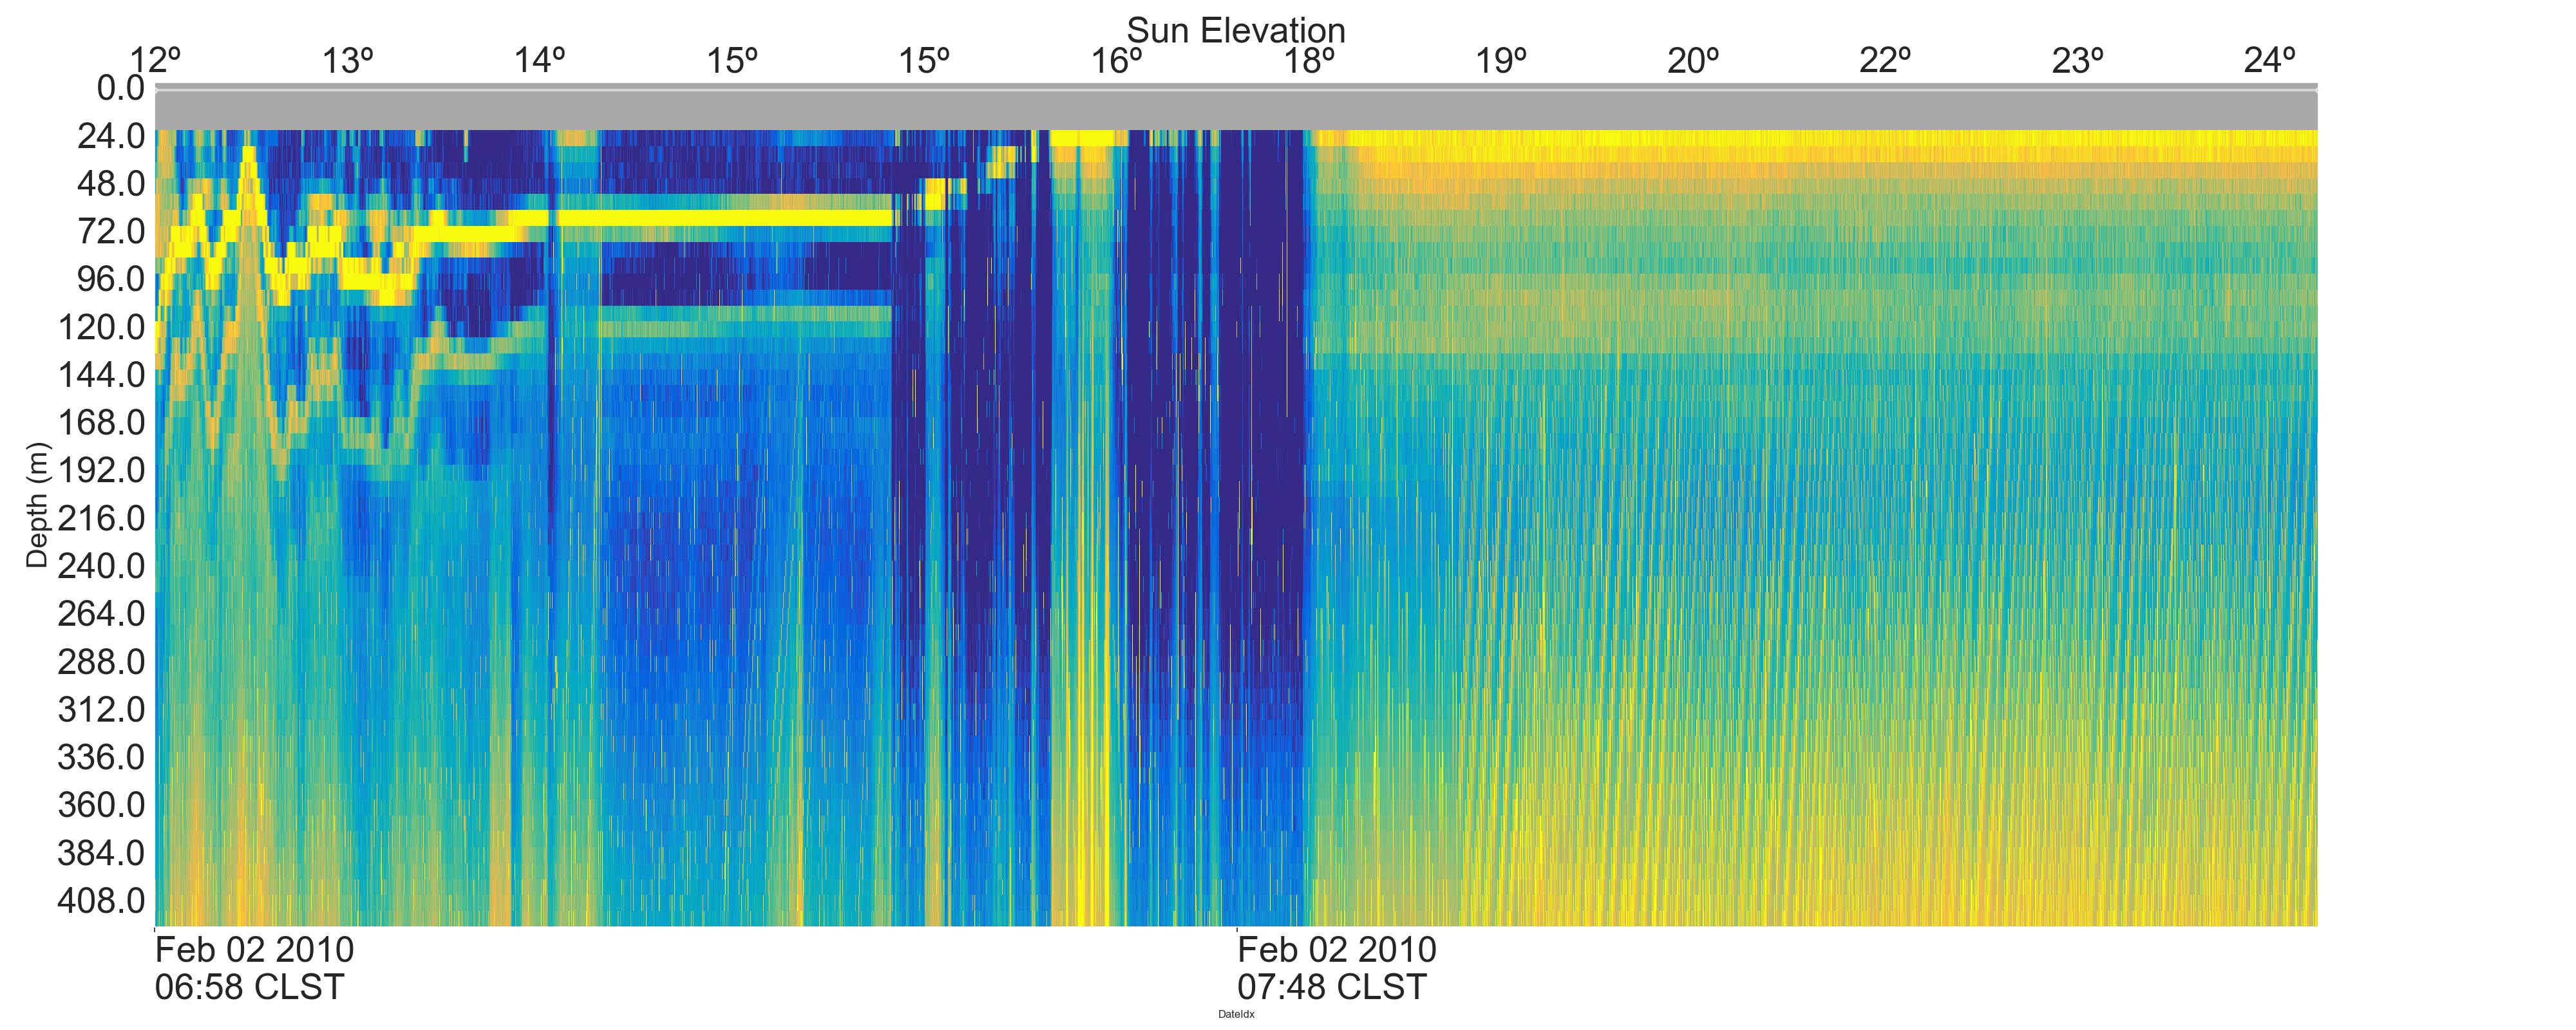 Sun Elevation
12º 13º 14º 15º 15º 16º 18º 19º 20º 22º 23º 24º
0.0
24.0
48.0
72.0
96.0
120.0
144.0
168.0
192.0
216.0
240.0
264.0
288.0
312.0
336.0
360.0
384.0
408.0
Depth (m)
Feb 02 2010
06:58 CLST
Feb 02 2010
07:48 CLST
DateIdx